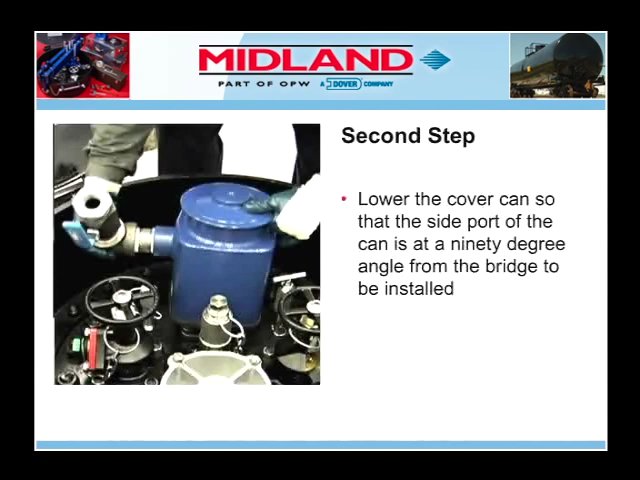 MIDLAND
PART OF OPW A DOVER COMPANY
Second Step
• Lower the cover can so
that the side port of the
can is at a ninety degree
angle from the bridge to
be installed